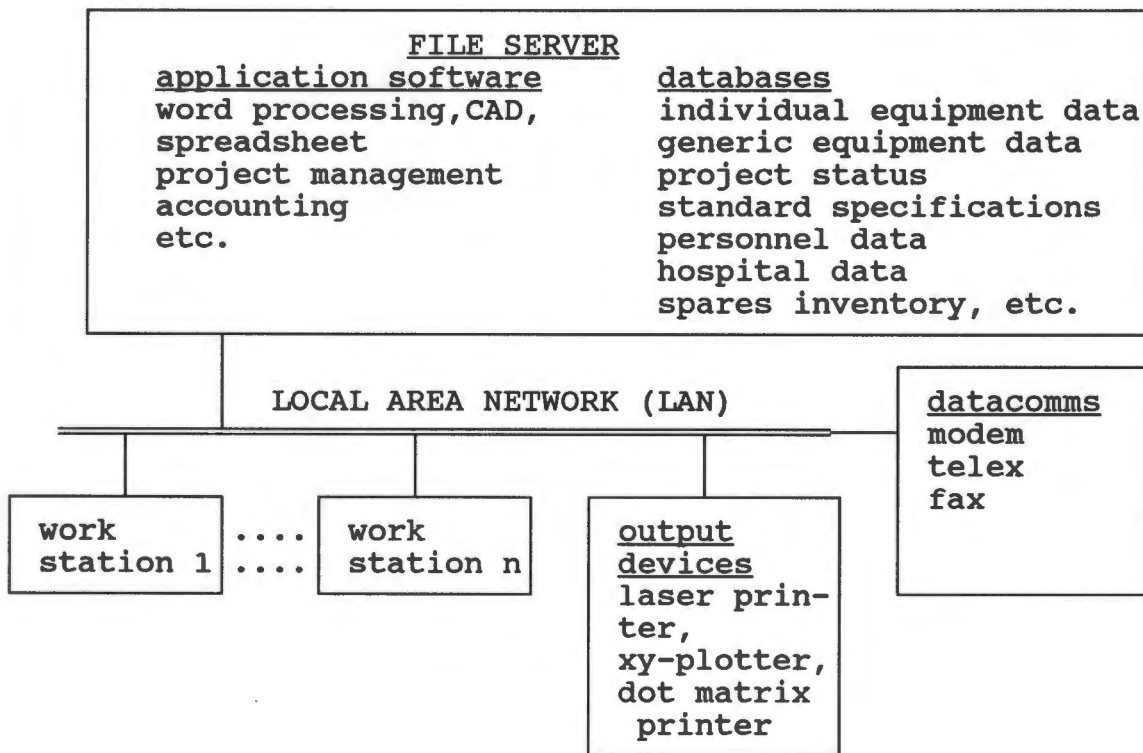 FILE SERVER
application software
word processing,CAD,
spreadsheet
project management
accounting
etc.
databases
individual equipment data
generic equipment data
project status
standard specifications
personnel data
hospital data
spares inventory, etc.
LOCAL AREA NETWORK (LAN)
datacomms
modem
telex
fax
work
station 1
....
....
work
station n
output
devices
laser prin-
ter,
xy-plotter,
dot matrix
printer